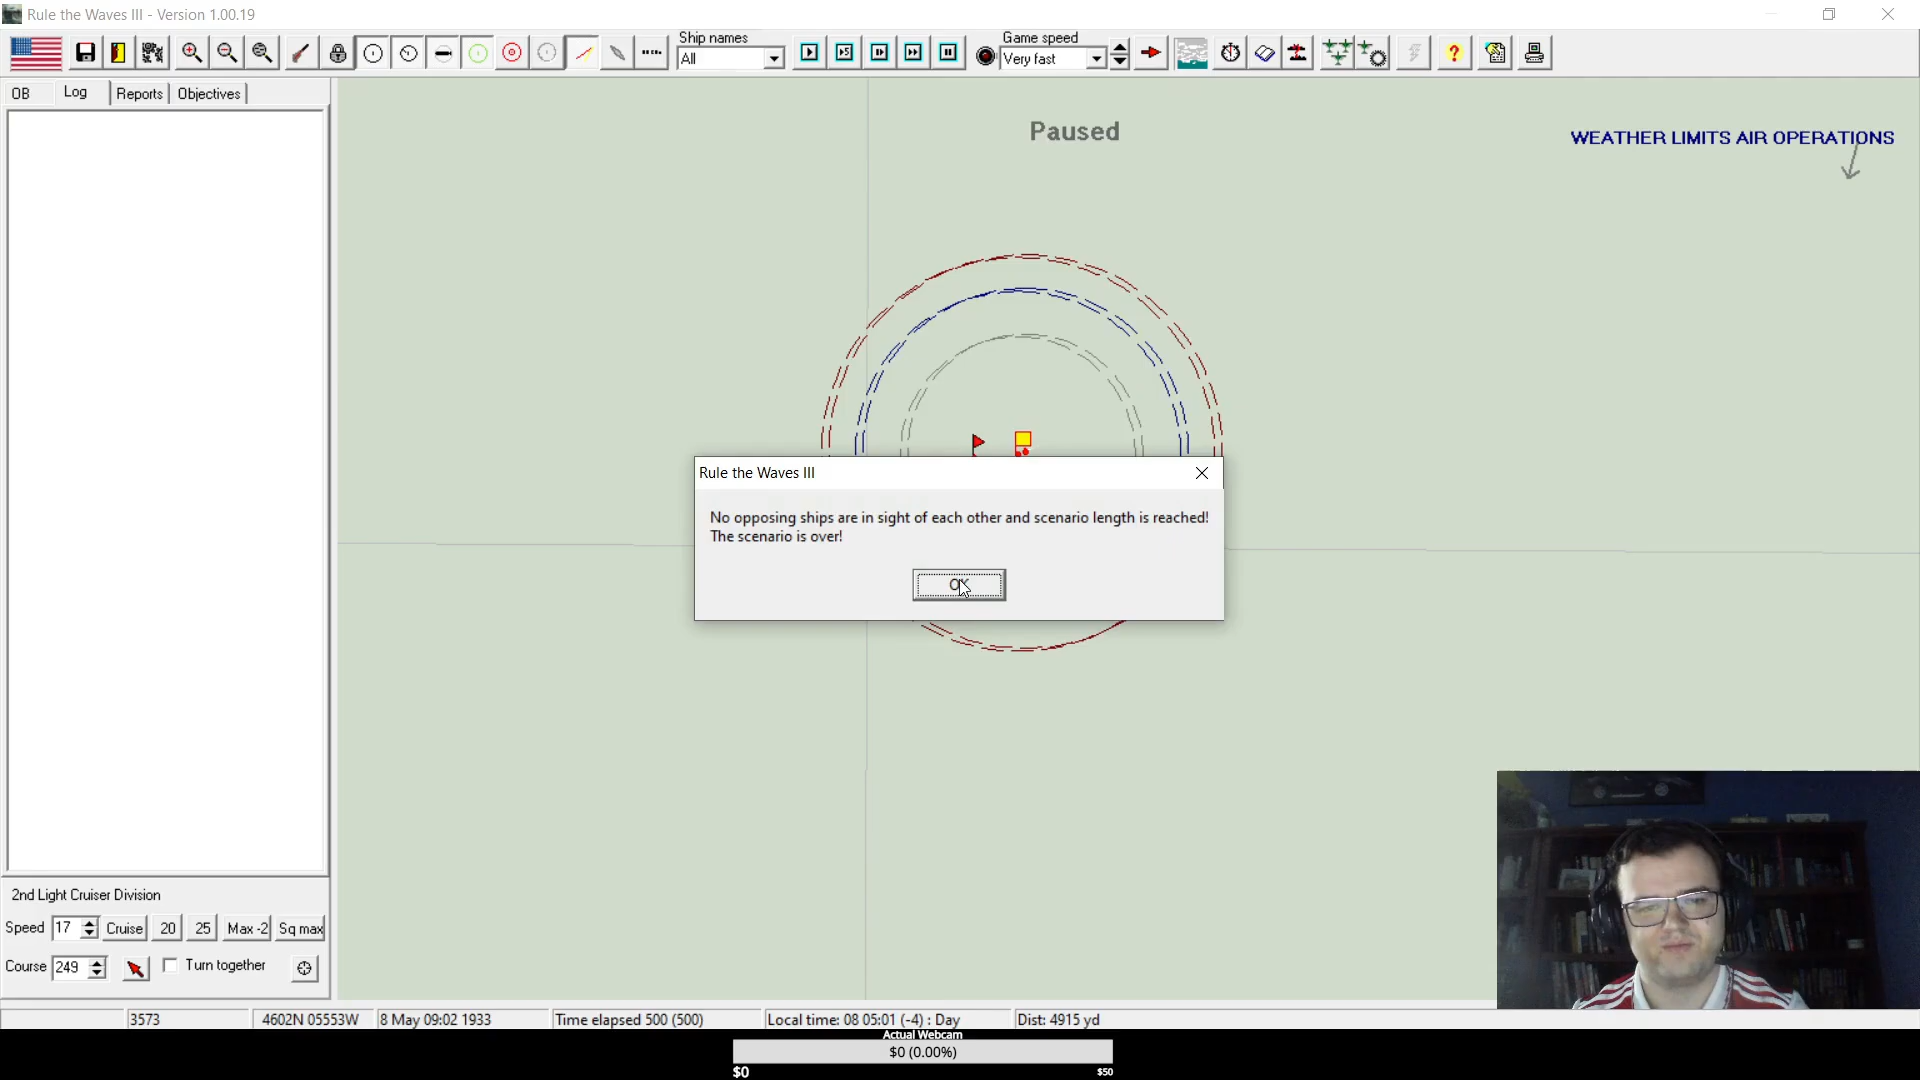 Rule the Waves III - Version 1.00.19
Ship names
All
Game speed
Very fast
OB
Log
Reports
Objectives
Paused
WEATHER LIMITS AIR OPERATIONS
Rule the Waves III
No opposing ships are in sight of each other and scenario length is reached!
The scenario is over!
OK
2nd Light Cruiser Division
Speed 17 Cruise 20 25 Max -2 Sq max
Course 249 Turn together
3573 4602N 05553W 8 May 09:02 1933 Time elapsed 500 (500) Local time: 08 05:01 (-4) : Day Dist: 4915 yd
Actual Webcam
$0 (0.00%)
$0 $50